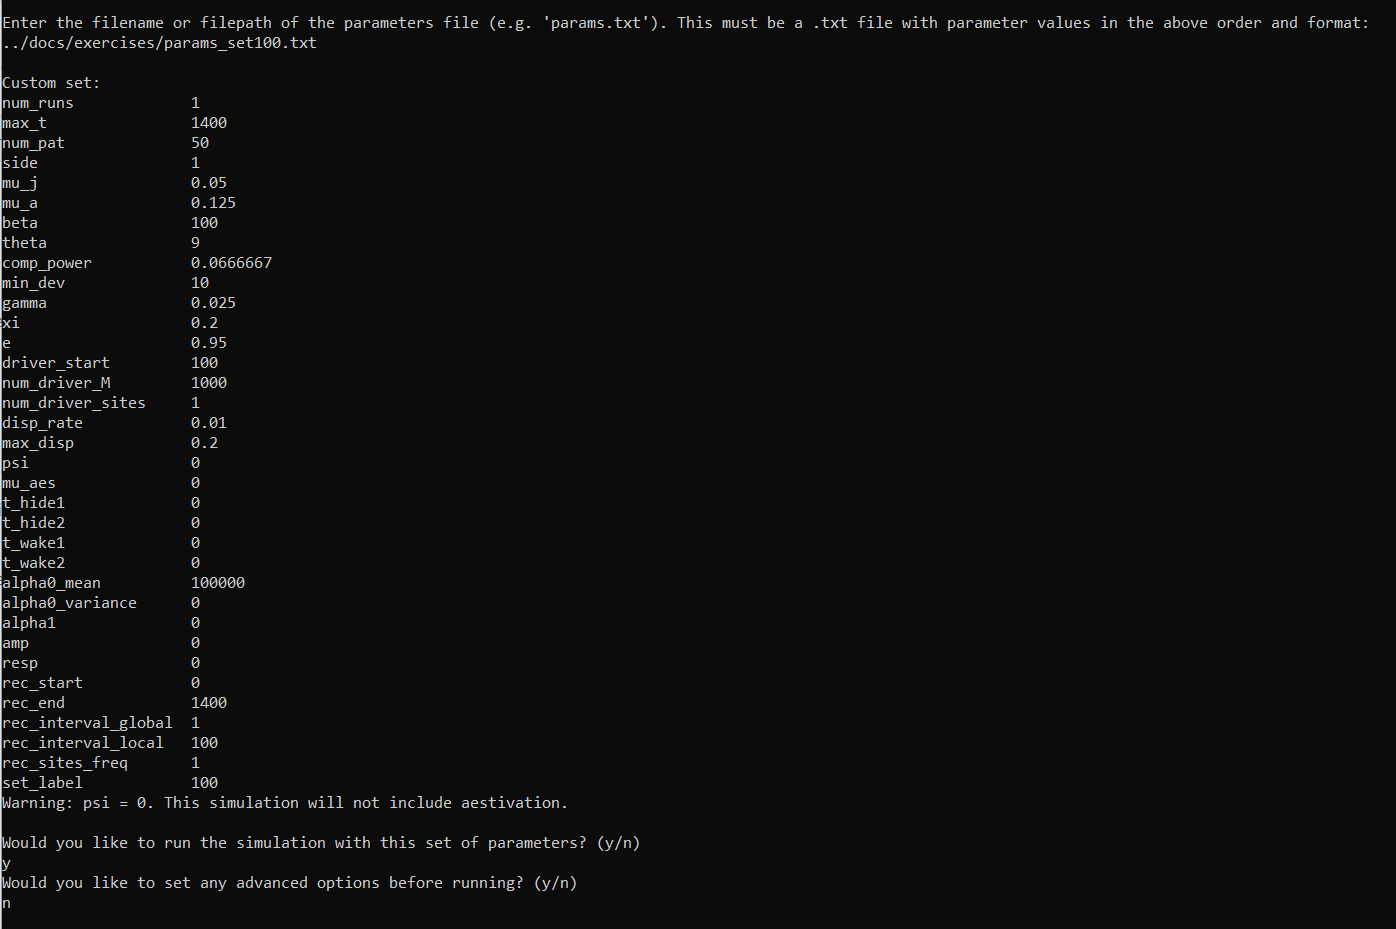 Enter the filename or filepath of the parameters file (e.g. 'params.txt'). This must be a .txt file with parameter values in the above order and format:
../docs/exercises/params_set100.txt
Custom set:
num_runs 1
max_t 1400
num_pat 50
side 1
mu_j 0.05
mu_a 0.125
beta 100
theta 9
comp_power 0.0666667
min_dev 10
gamma 0.025
xi 0.2
e 0.95
driver_start 100
num_driver_M 1000
num_driver_sites 1
disp_rate 0.01
max_disp 0.2
psi 0
mu_aes 0
t_hide1 0
t_hide2 0
t_wake1 0
t_wake2 0
alpha0_mean 100000
alpha0_variance 0
alpha1 0
amp 0
resp 0
rec_start 0
rec_end 1400
rec_interval_global 1
rec_interval_local 100
rec_sites_freq 1
set_label 100
Warning: psi = 0. This simulation will not include aestivation.
Would you like to run the simulation with this set of parameters? (y/n)
y
Would you like to set any advanced options before running? (y/n)
n